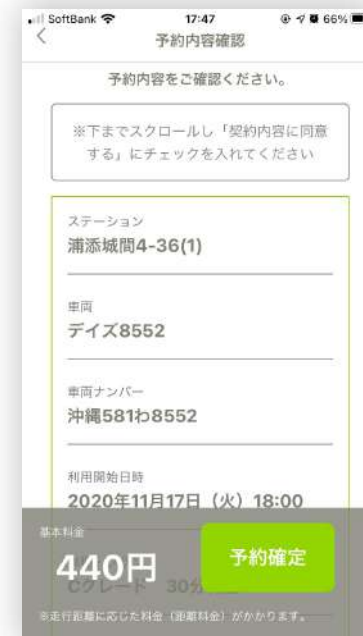 SoftBank 17:47 66%
予約内容確認
予約内容をご確認ください。
※下までスクロールし「契約内容に同意
する」にチェックを入れてください
ステーション
浦添城間4-36(1)
車両
デイズ8552
車両ナンバー
沖縄581わ8552
利用開始日時
2020年11月17日（火）18:00
基本料金
440円
予約確定
Cグレード 30分
※走行距離に応じた料金（距離料金）がかかります。